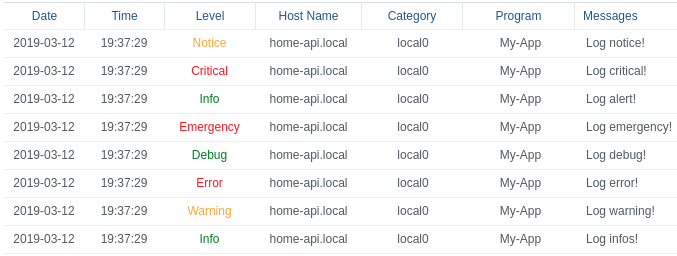 Date Time Level Host Name Category Program Messages
2019-03-12 19:37:29 Notice home-api.local local0 My-App Log notice!
2019-03-12 19:37:29 Critical home-api.local local0 My-App Log critical!
2019-03-12 19:37:29 Info home-api.local local0 My-App Log alert!
2019-03-12 19:37:29 Emergency home-api.local local0 My-App Log emergency!
2019-03-12 19:37:29 Debug home-api.local local0 My-App Log debug!
2019-03-12 19:37:29 Error home-api.local local0 My-App Log error!
2019-03-12 19:37:29 Warning home-api.local local0 My-App Log warning!
2019-03-12 19:37:29 Info home-api.local local0 My-App Log infos!